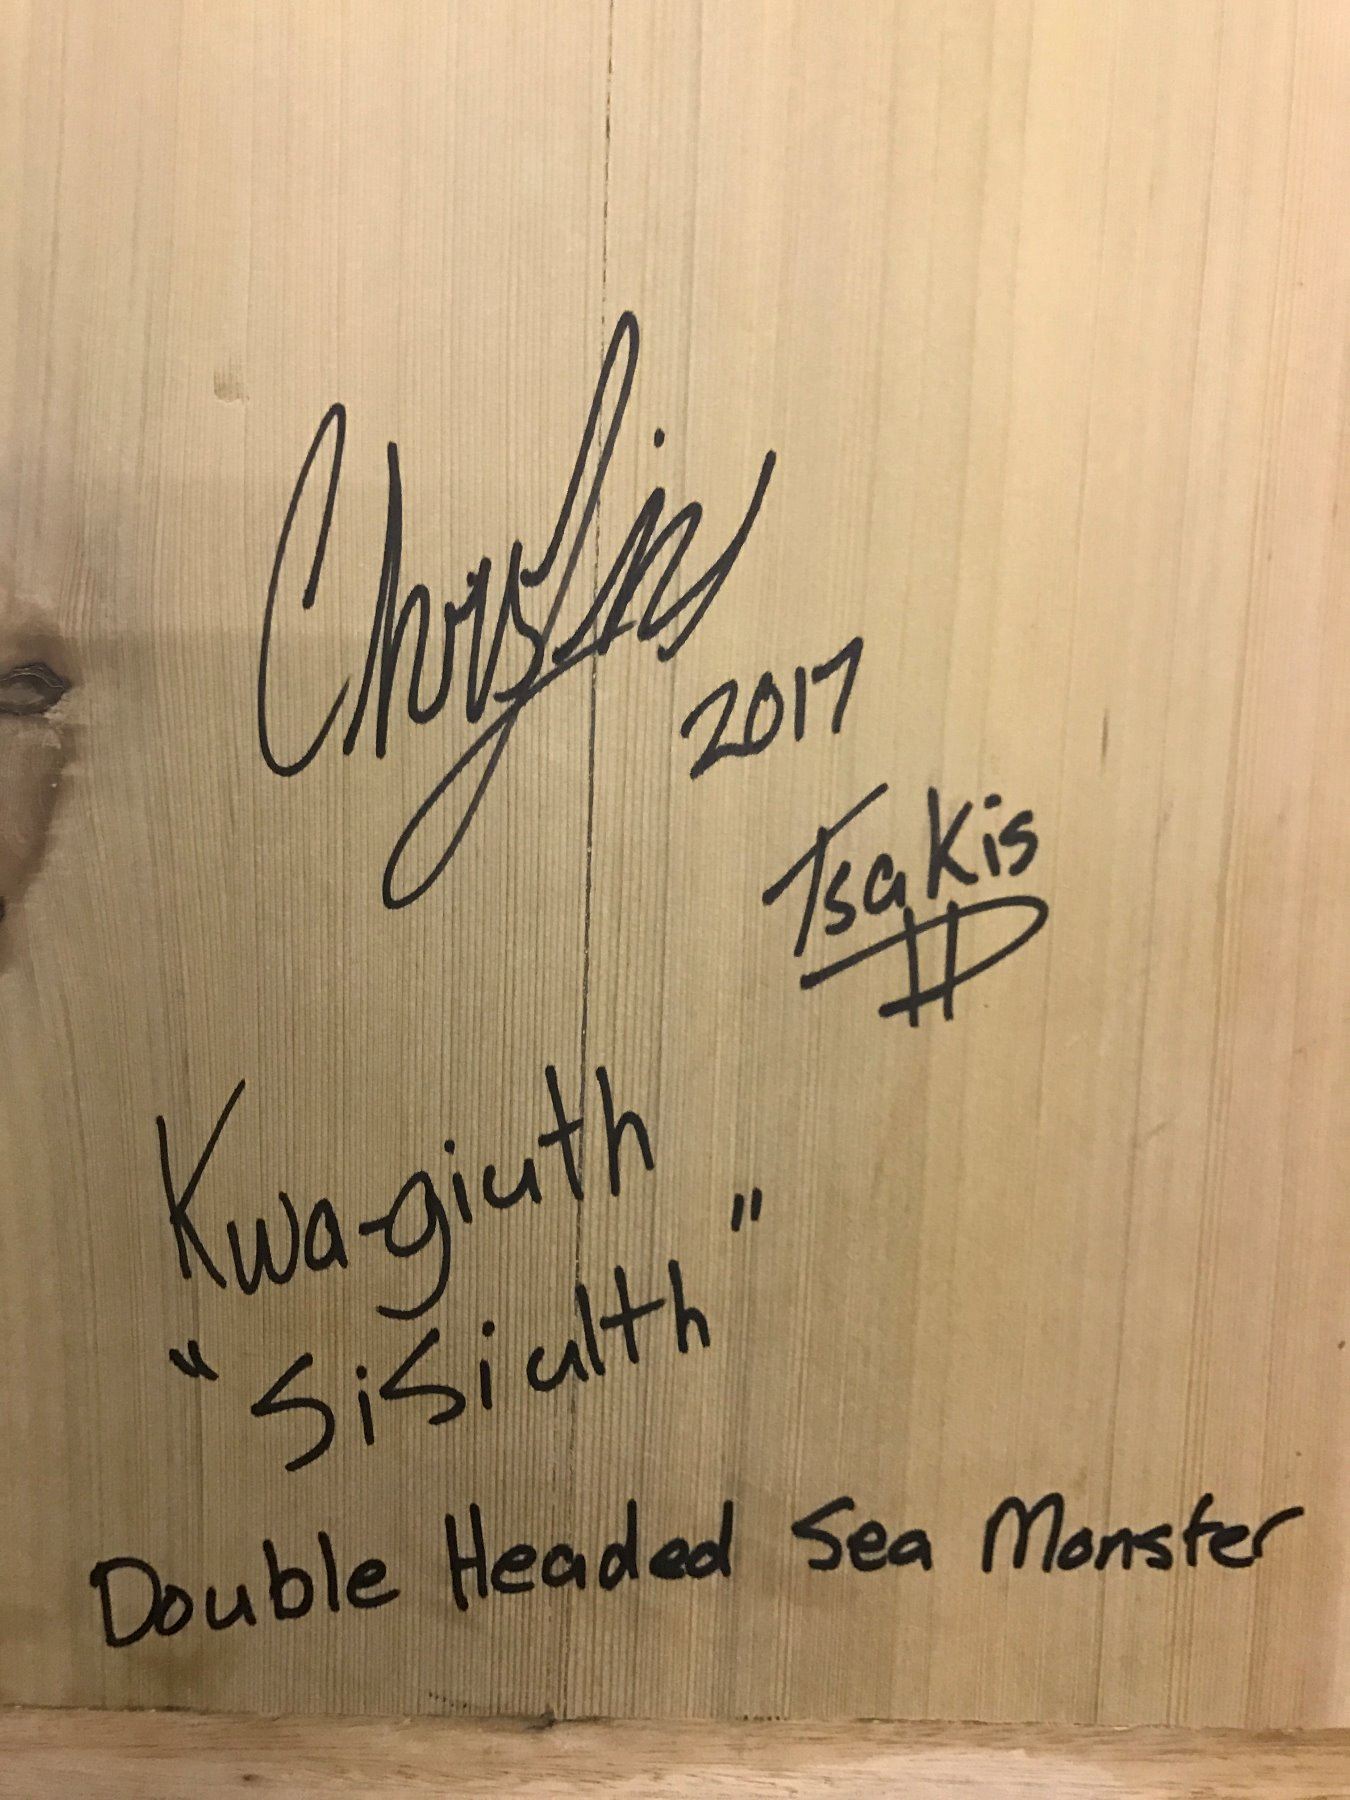 2017
Tsakis
Kwa-giuth
"SiSiulth"
Double Headed Sea Monster